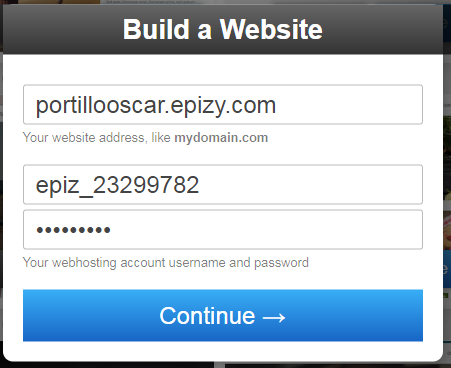 Build a Website
portillooscar.epizy.com
Your website address, like mydomain.com
epiz_23299782
•••••••••
Your webhosting account username and password
Continue →